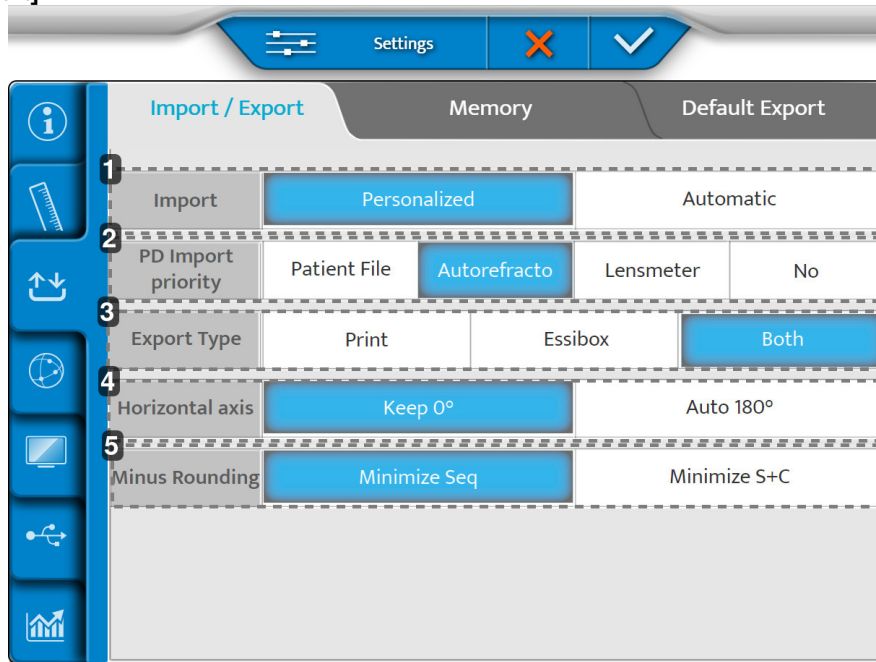 Settings
Import / Export Memory Default Export
1
Import Personalized Automatic
2
PD Import
priority Patient File Autorefracto Lensmeter No
3
Export Type Print Essibox Both
4
Horizontal axis Keep 0° Auto 180°
5
Minus Rounding Minimize Seq Minimize S+C